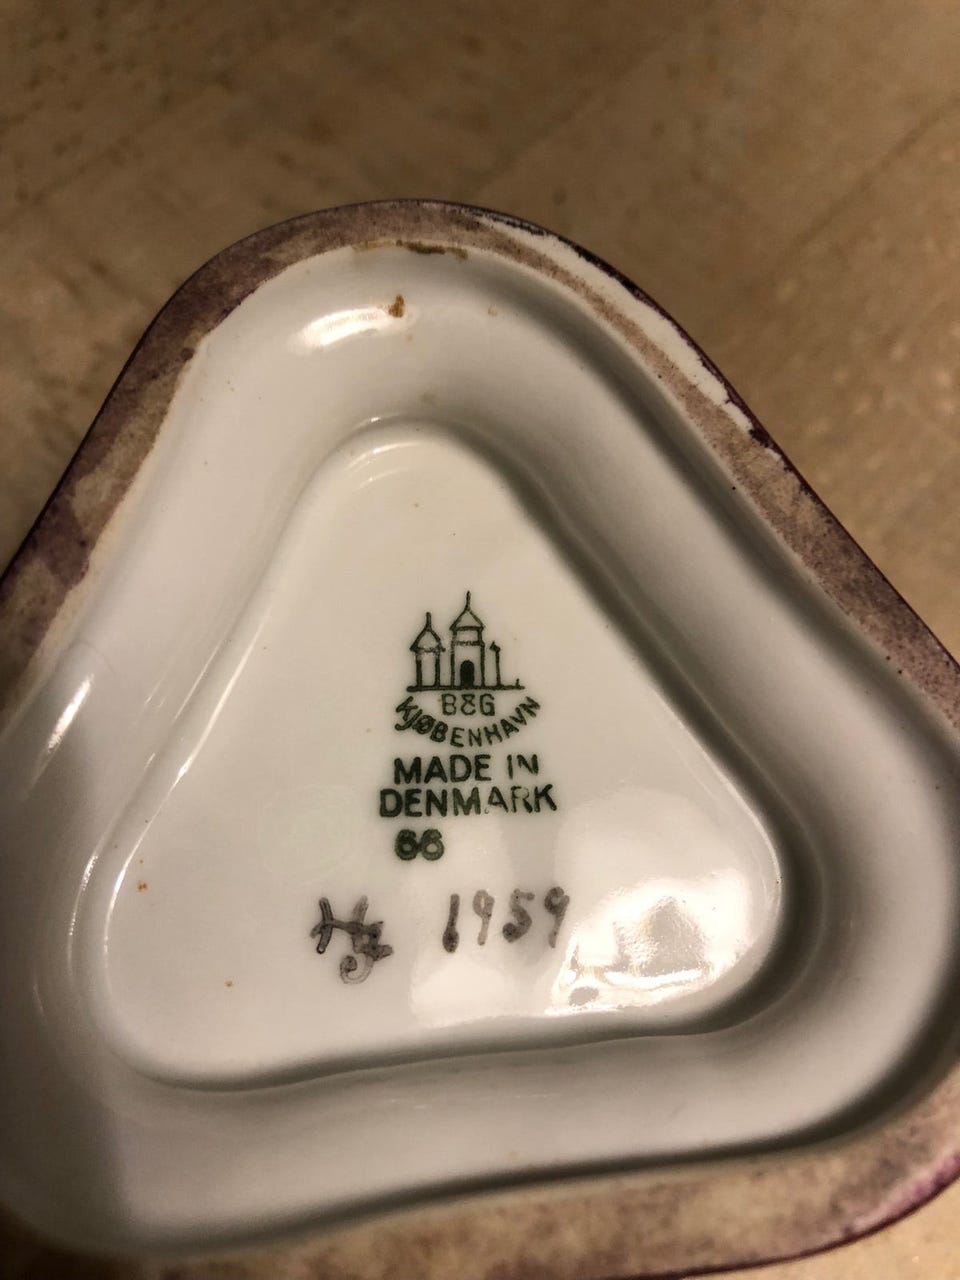 B&G
KJØBENHAVN
MADE IN
DENMARK
66
1959